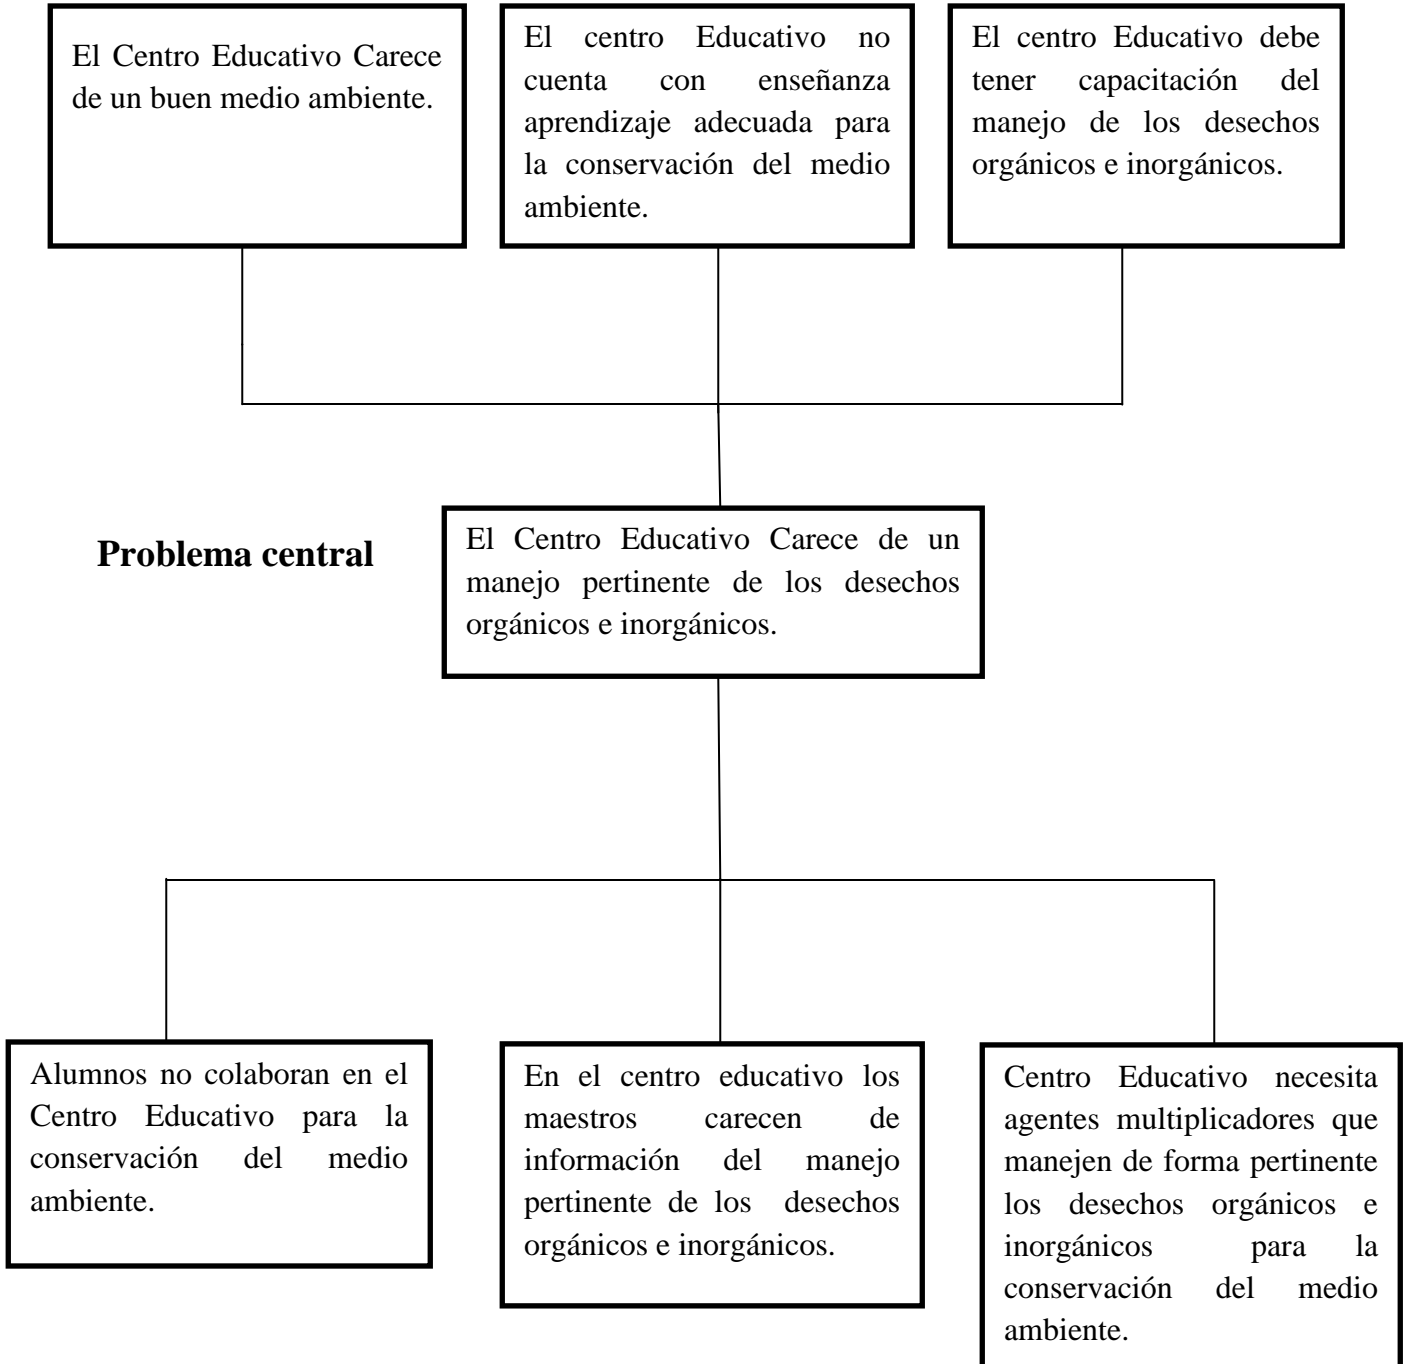 El Centro Educativo Carece
de un buen medio ambiente.
El centro Educativo no
cuenta con enseñanza
aprendizaje adecuada para
la conservación del medio
ambiente.
El centro Educativo debe
tener capacitación del
manejo de los desechos
orgánicos e inorgánicos.
Problema central
El Centro Educativo Carece de un
manejo pertinente de los desechos
orgánicos e inorgánicos.
Alumnos no colaboran en el
Centro Educativo para la
conservación del medio
ambiente.
En el centro educativo los
maestros carecen de
información del manejo
pertinente de los desechos
orgánicos e inorgánicos.
Centro Educativo necesita
agentes multiplicadores que
manejen de forma pertinente
los desechos orgánicos e
inorgánicos para la
conservación del medio
ambiente.